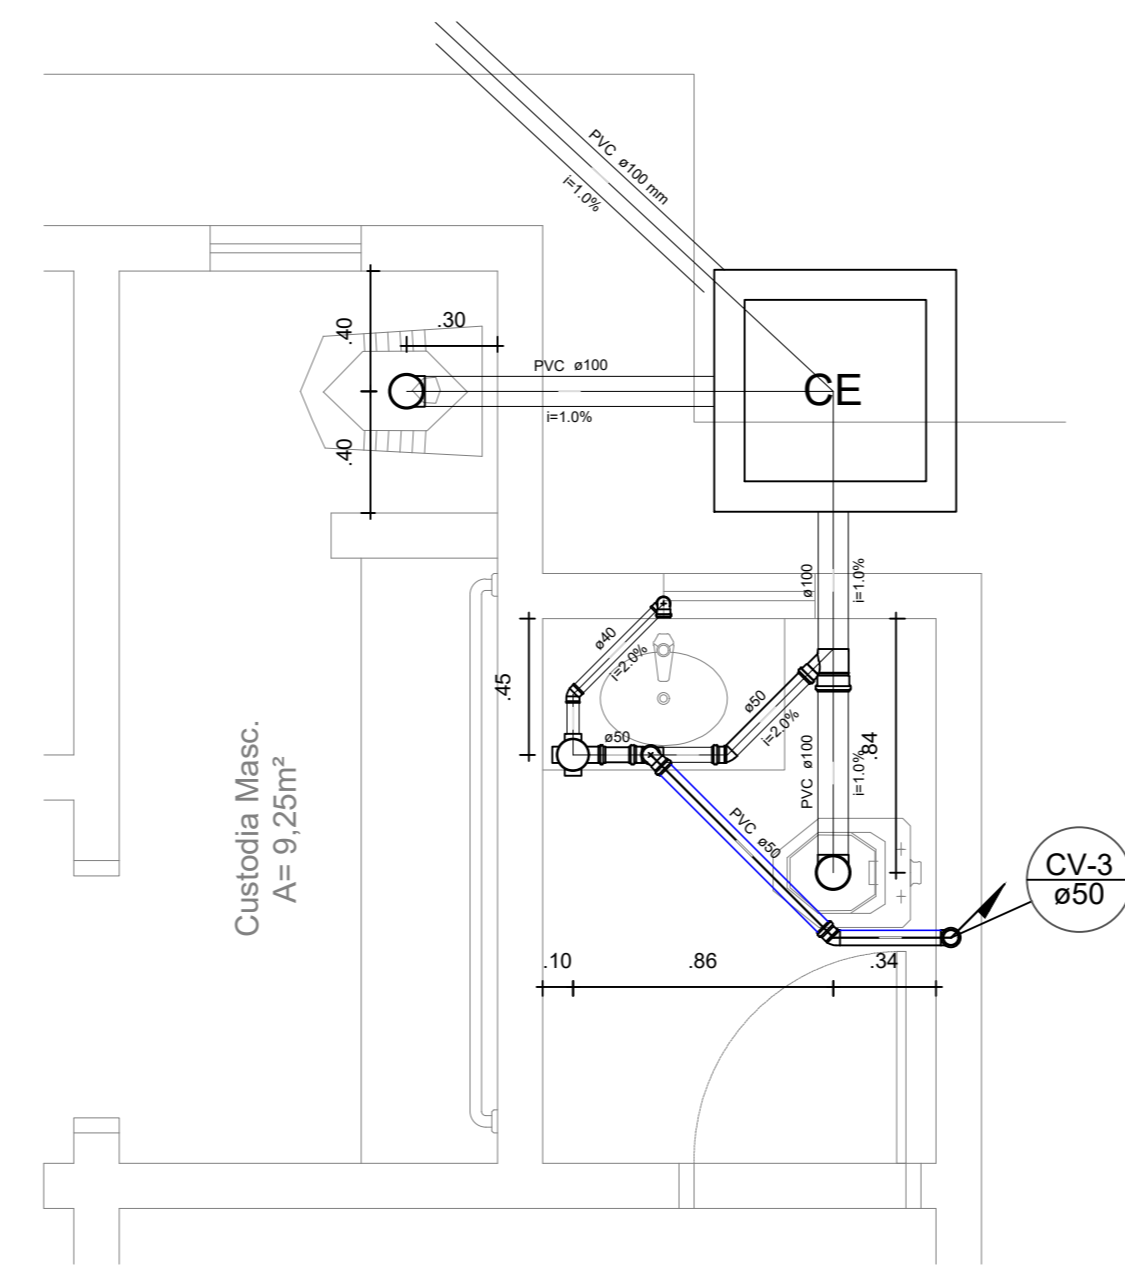 PVC ø100 mm
i=1.0%
.40
.30
PVC ø100
i=1.0%
CE
.40
ø100
i=1.0%
ø40
i=2.0%
.45
ø50
ø50
i=2.0%
PVC ø100
i=1.0%
.84
Custodia Masc.
A= 9,25m²
PVC ø50
CV-3
ø50
.10
.86
.34